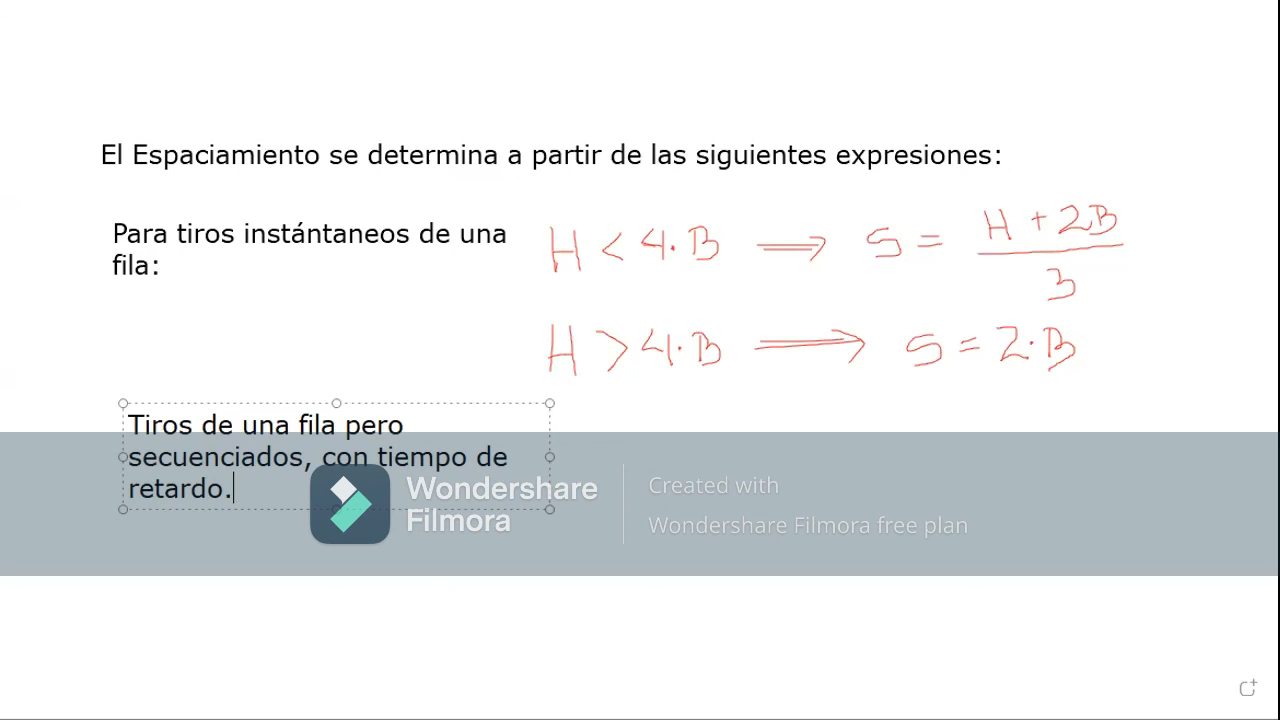 El Espaciamiento se determina a partir de las siguientes expresiones:
Para tiros instántaneos de una
fila:
H < 4·B ⟹ S = (H + 2B)/3
H > 4·B ⟹ S = 2·B
Tiros de una fila pero
secuenciados, con tiempo de
retardo.
Wondershare
Filmora
Created with
Wondershare Filmora free plan